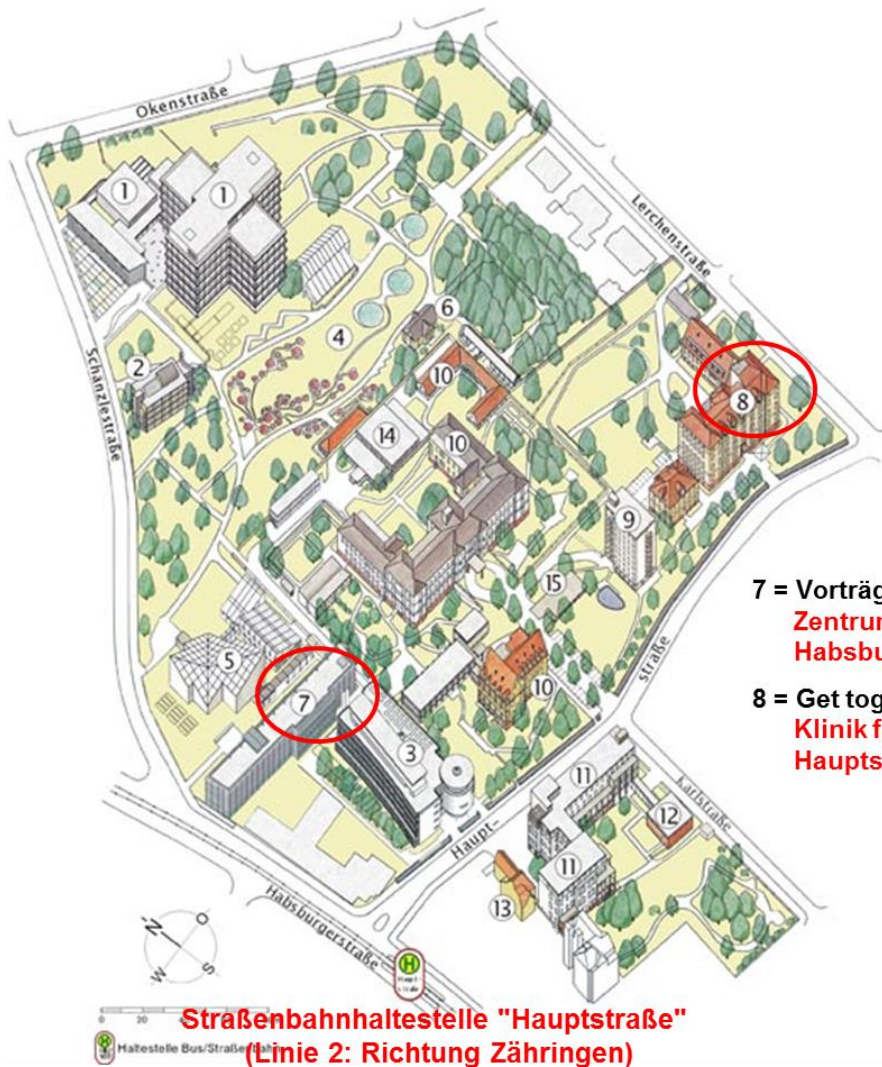 Okenstraße
Lerchenstraße
1
1
6
4
2
10
8
14
10
Schänzlestraße
9
15
7 = Vorträg
Zentrum
Habsbu
5
straße
7
10
8 = Get tog
Klinik f
Haupts
3
11
Karlstraße
12
Haupt-
11
13
Habsburgerstraße
N
O
W
S
H
0
20
Straßenbahnhaltestelle "Hauptstraße"
H
Haltestelle Bus/Straßenbahn
(Linie 2: Richtung Zähringen)